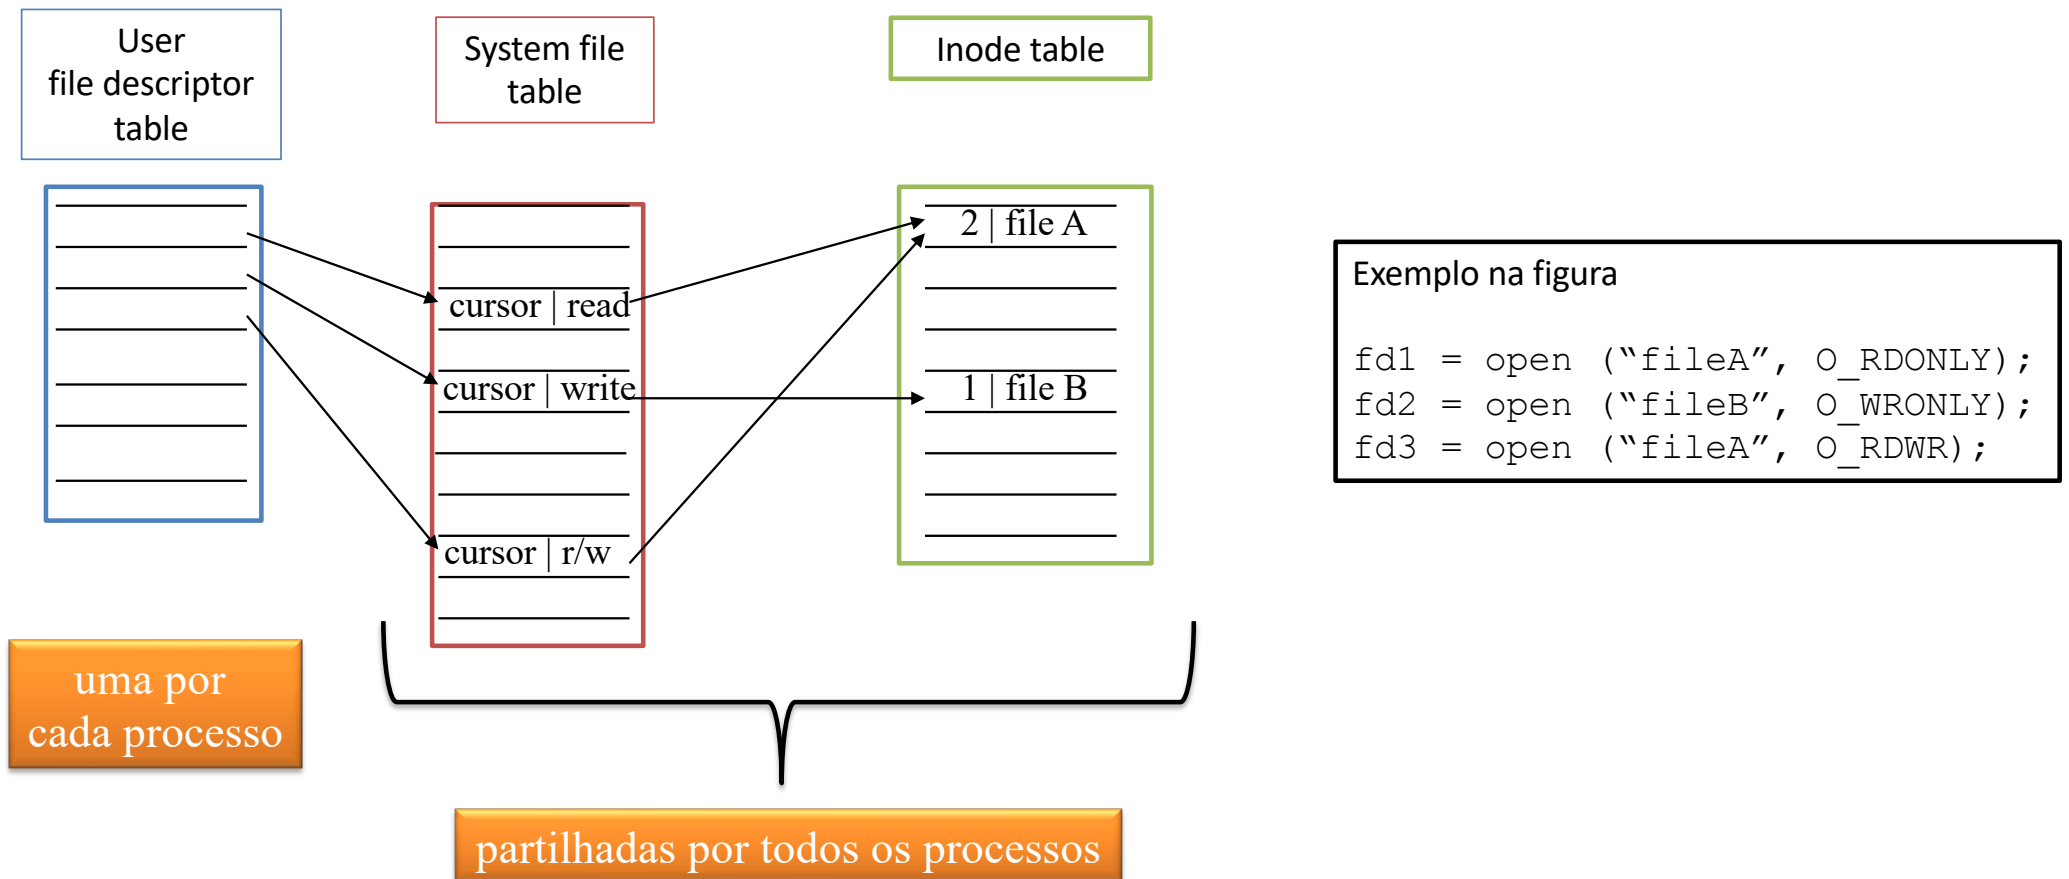 User
file descriptor
table
System file
table
Inode table
cursor | read
cursor | write
cursor | r/w
2 | file A
1 | file B
Exemplo na figura
fd1 = open (“fileA”, O_RDONLY);
fd2 = open (“fileB”, O_WRONLY);
fd3 = open (“fileA”, O_RDWR);
uma por
cada processo
partilhadas por todos os processos